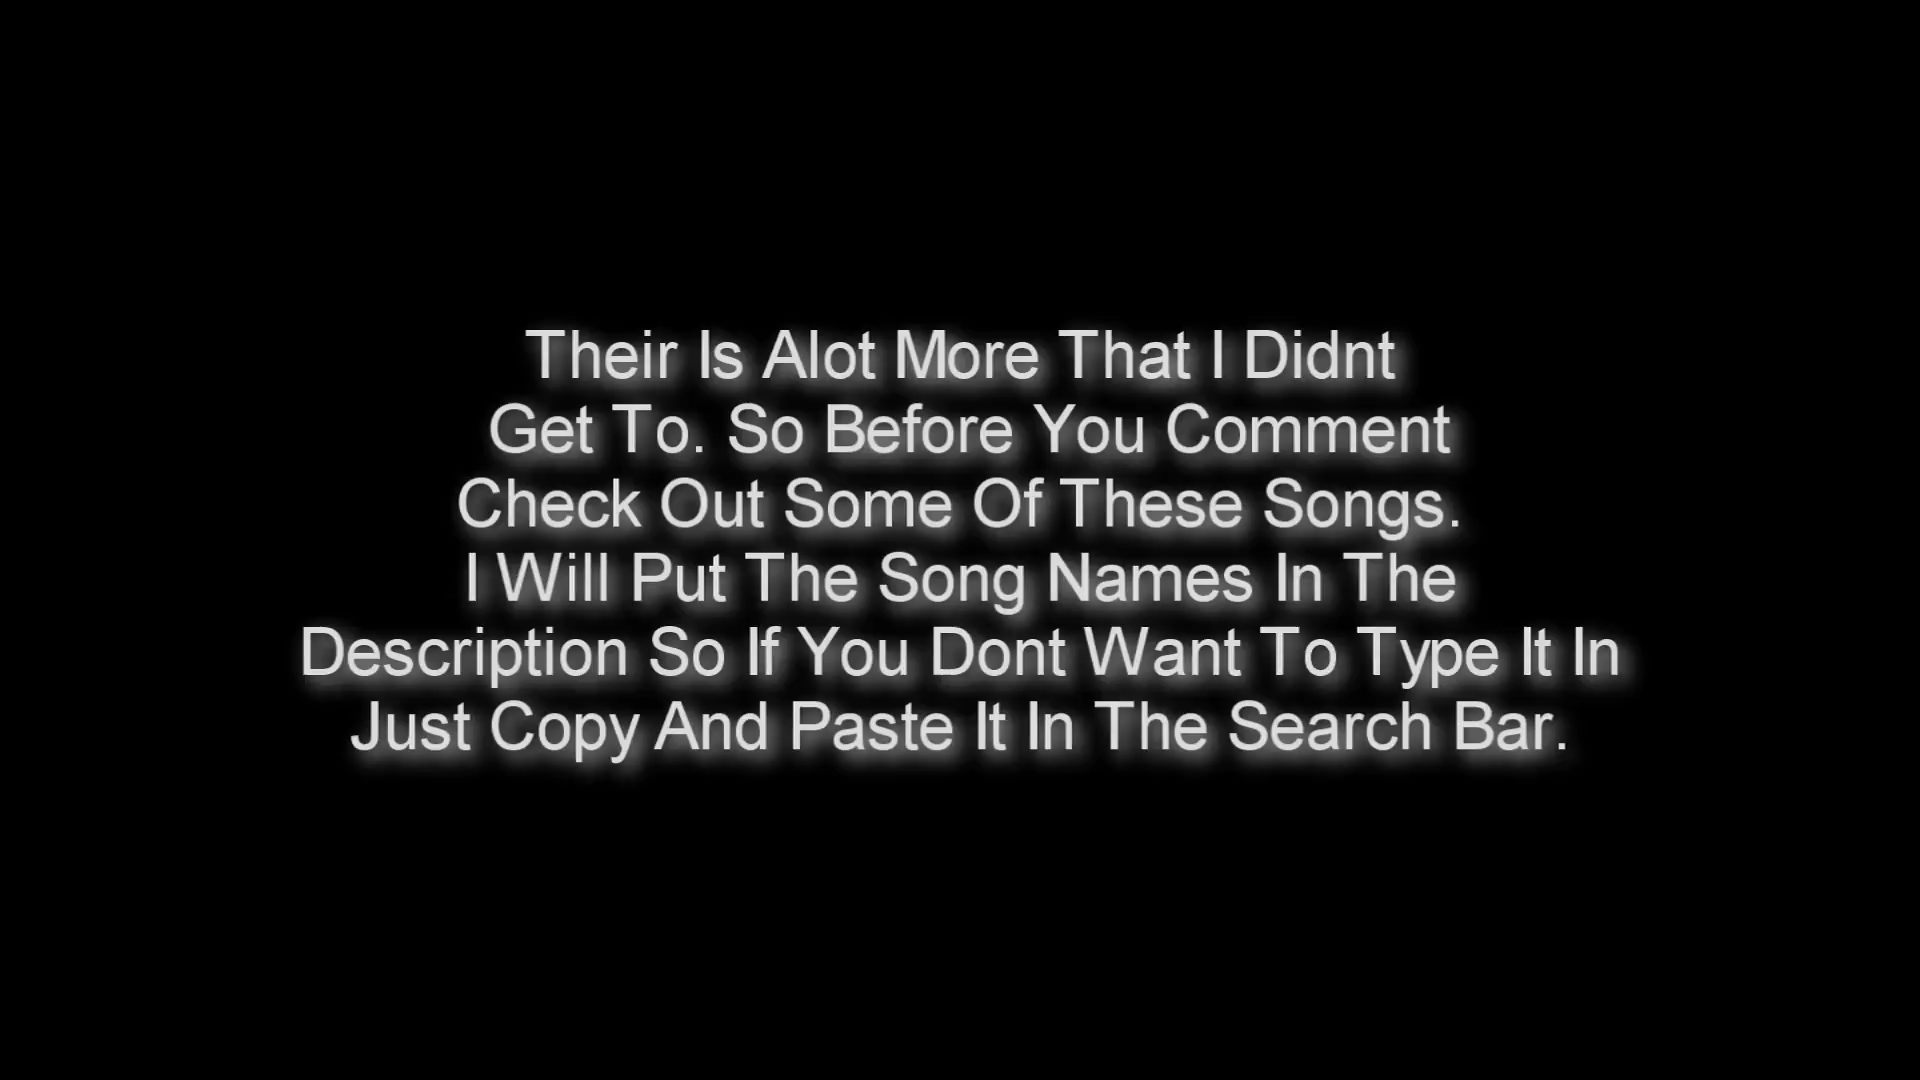 Their Is Alot More That I Didnt
Get To. So Before You Comment
Check Out Some Of These Songs.
I Will Put The Song Names In The
Description So If You Dont Want To Type It In
Just Copy And Paste It In The Search Bar.